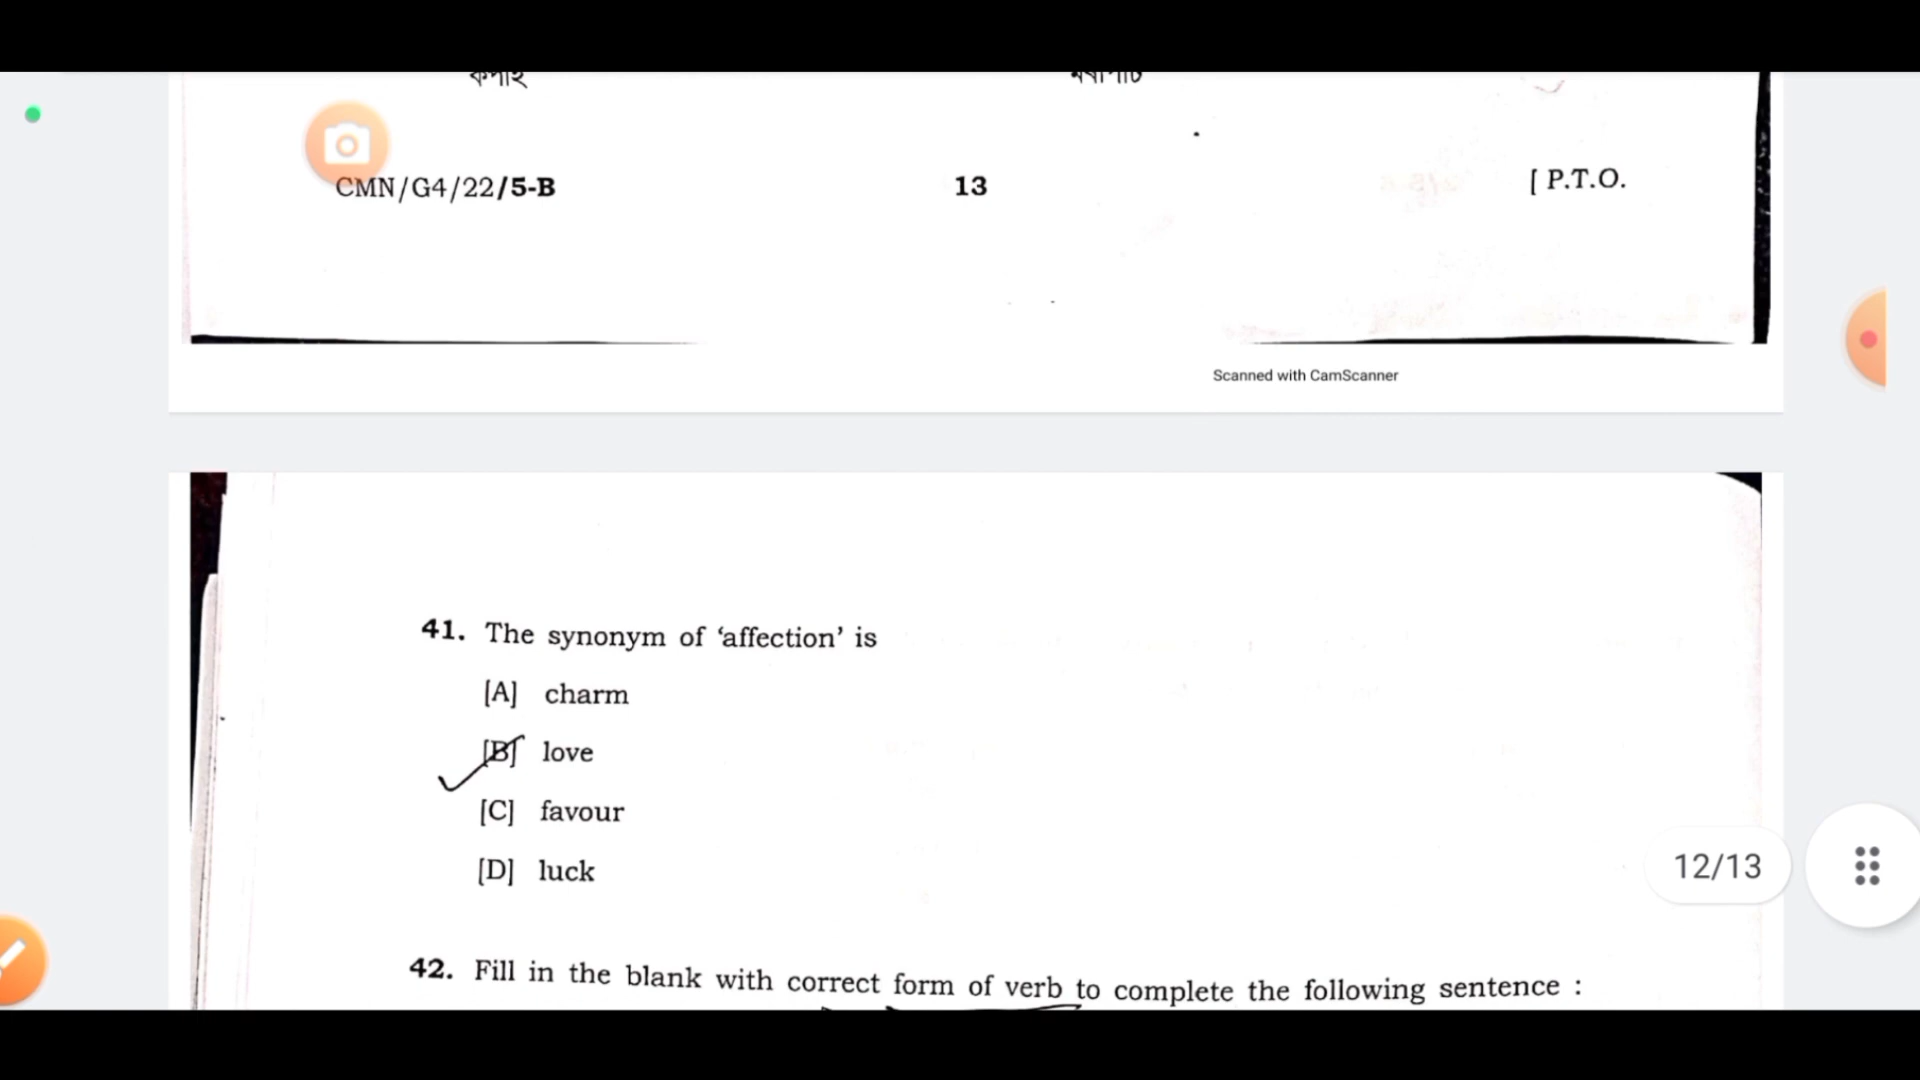 কপাহ
CMN/G4/22/5-B 13 [ P.T.O.
Scanned with CamScanner
41. The synonym of ‘affection’ is
[A] charm
[B] love
[C] favour
[D] luck
12/13
42. Fill in the blank with correct form of verb to complete the following sentence :